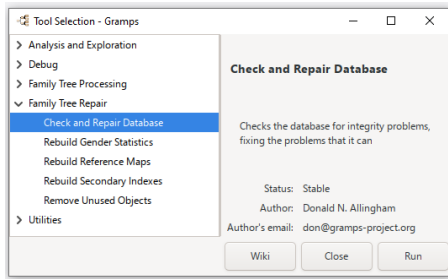 Tool Selection - Gramps
Analysis and Exploration
Debug
Family Tree Processing
Family Tree Repair
Check and Repair Database
Rebuild Gender Statistics
Rebuild Reference Maps
Rebuild Secondary Indexes
Remove Unused Objects
Utilities
Check and Repair Database
Checks the database for integrity problems,
fixing the problems that it can
Status: Stable
Author: Donald N. Allingham
Author's email: don@gramps-project.org
Wiki
Close
Run